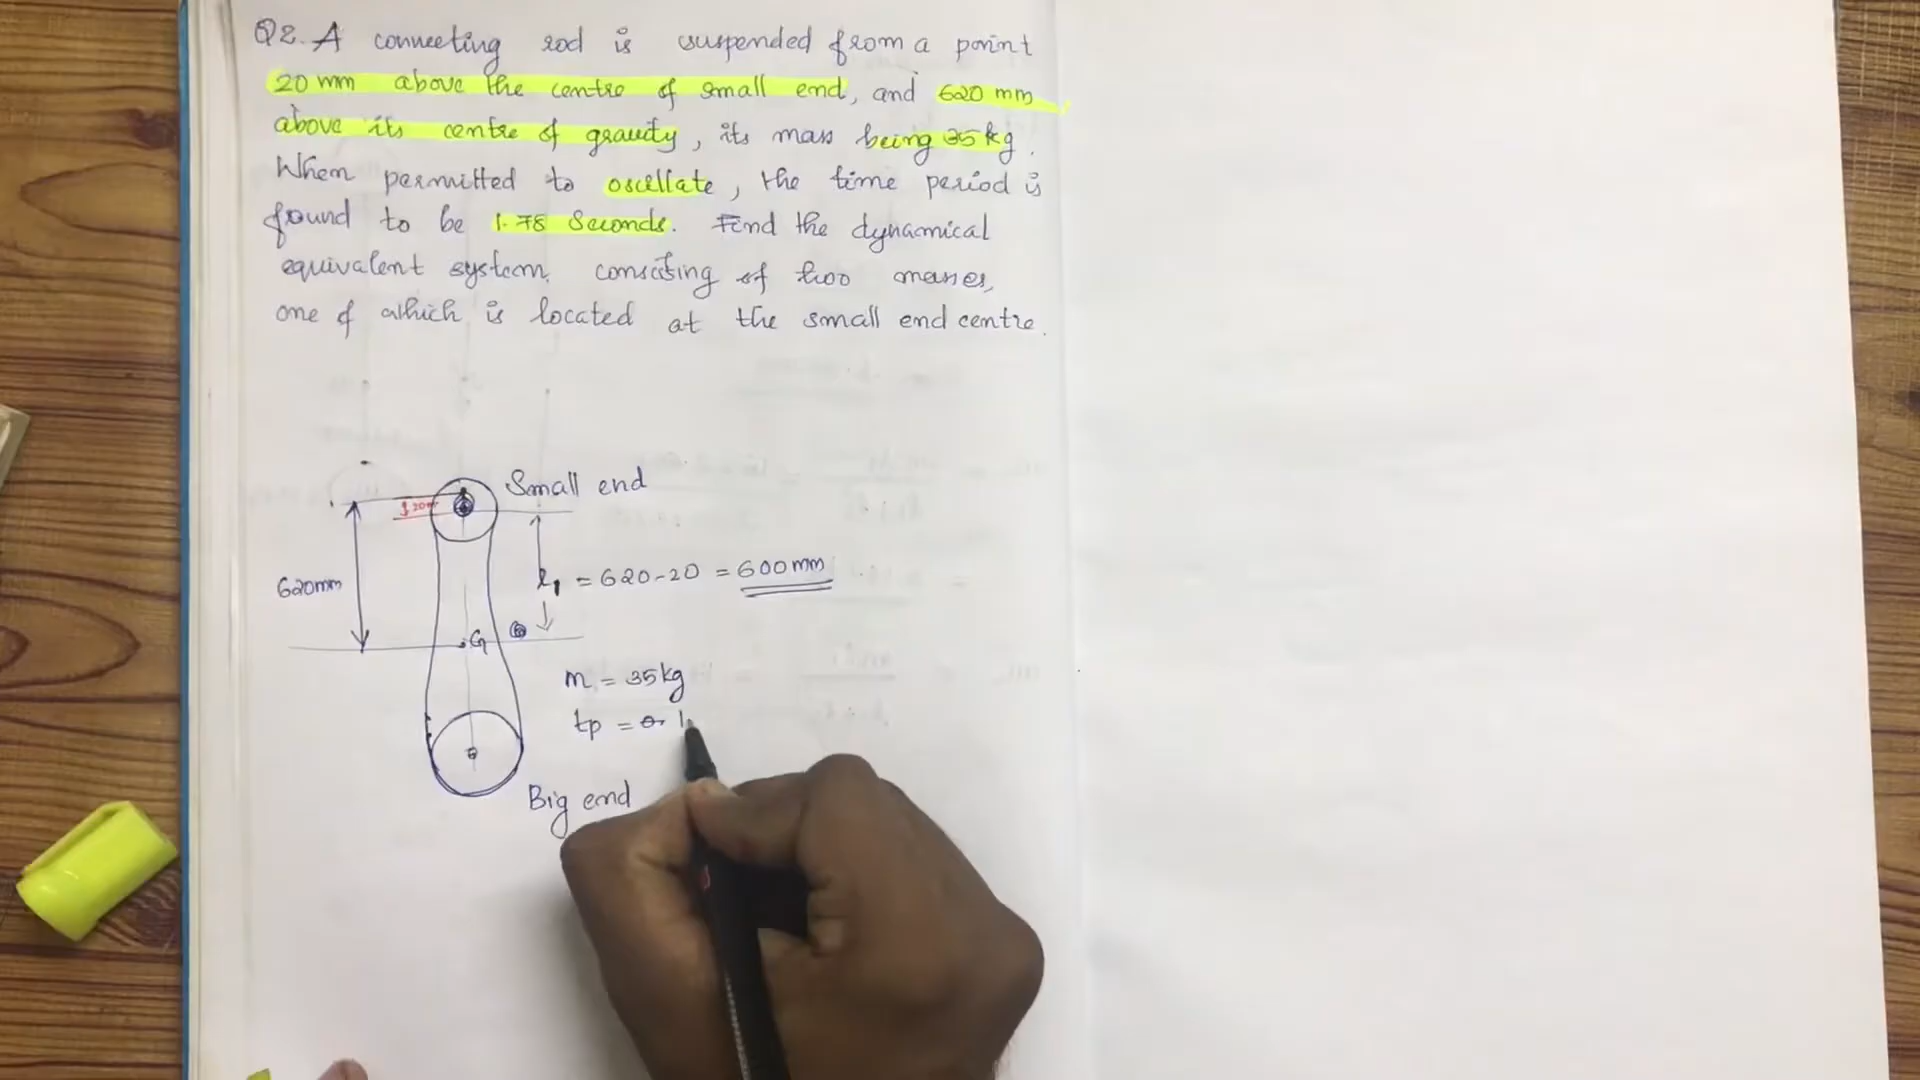 Q2. A connecting rod is suspended from a point
20 mm above the centre of small end, and 620 mm
above its centre of gravity, its mass being 35 kg.
When permitted to oscillate, the time period is
found to be 1.78 Seconds. Find the dynamical
equivalent system consisting of two masses,
one of which is located at the small end centre.
Small end
20m
620mm
l1 = 620-20 = 600mm
G
m = 35kg
tp =
Big end